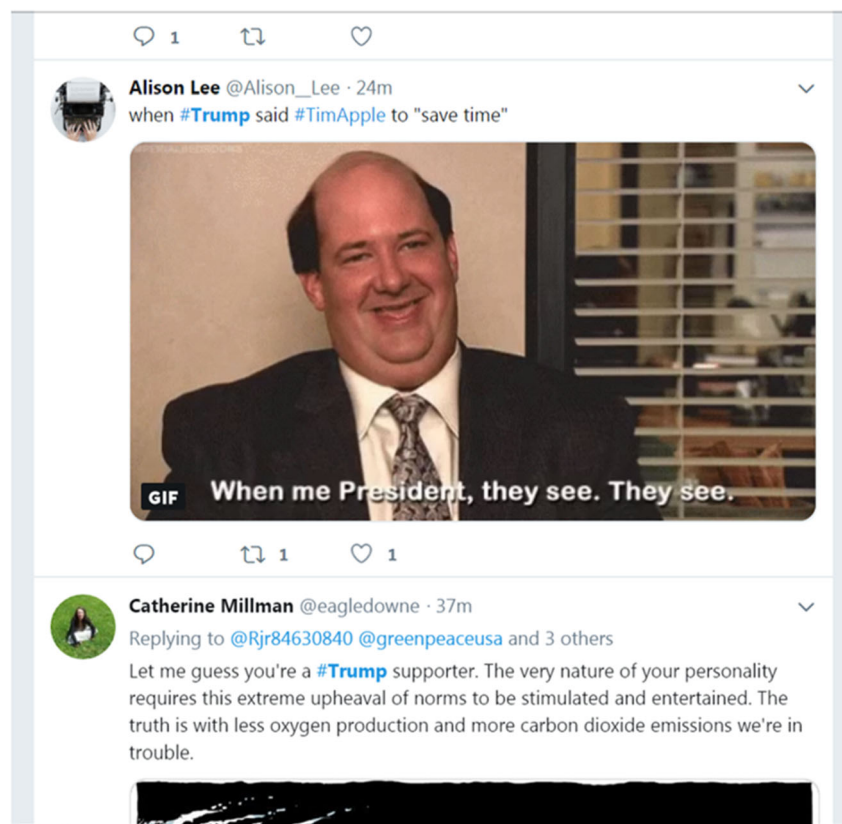 1
Alison Lee @Alison__Lee · 24m
when #Trump said #TimApple to "save time"
GIF When me President, they see. They see.
1 1
Catherine Millman @eagledowne · 37m
Replying to @Rjr84630840 @greenpeaceusa and 3 others
Let me guess you're a #Trump supporter. The very nature of your personality
requires this extreme upheaval of norms to be stimulated and entertained. The
truth is with less oxygen production and more carbon dioxide emissions we're in
trouble.